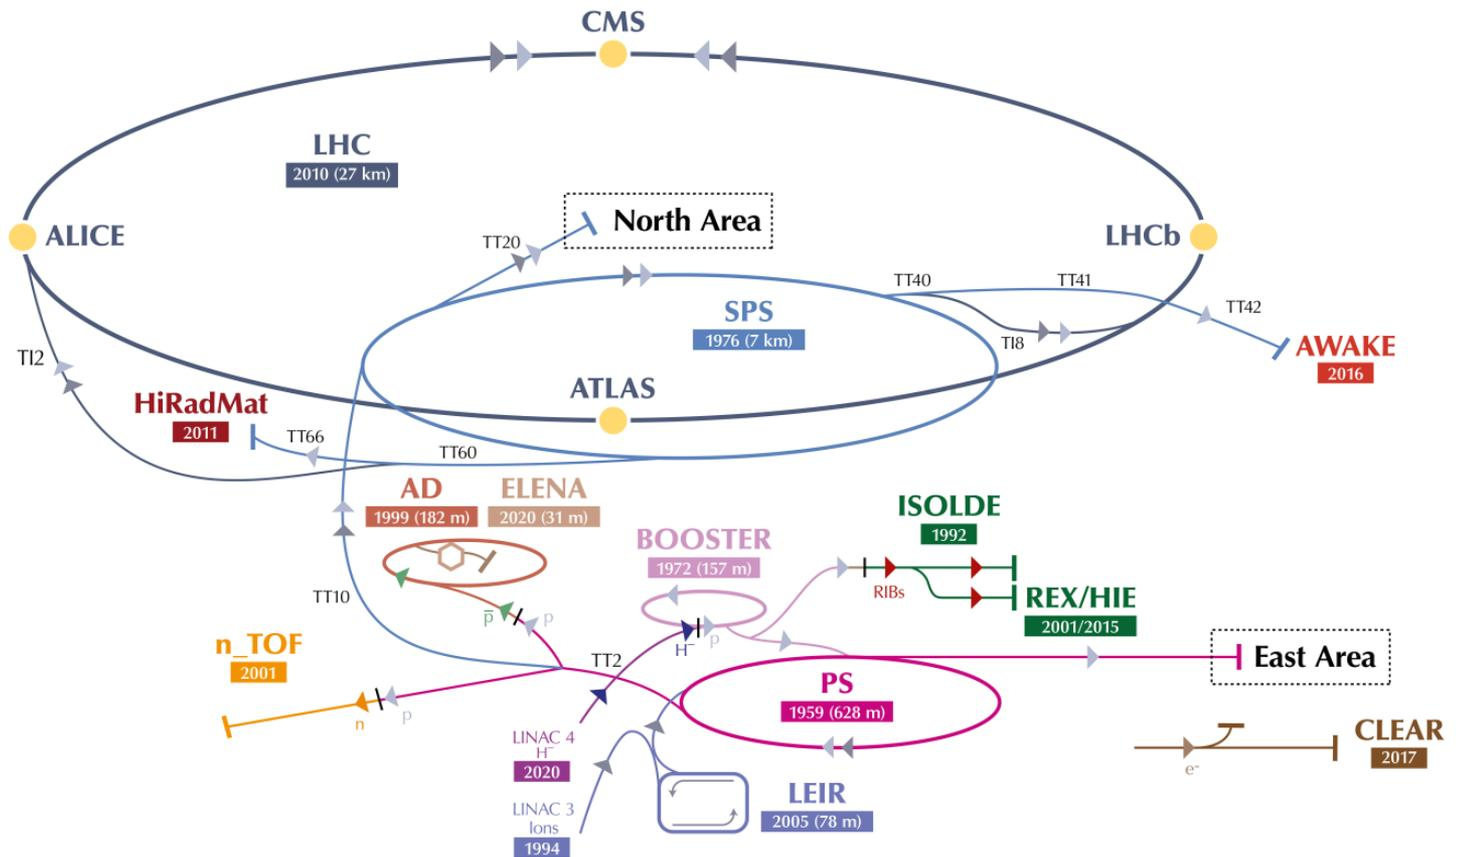 CMS
LHC
2010 (27 km)
North Area
TT20
ALICE
LHCb
TT40
TT41
TT42
SPS
1976 (7 km)
TI8
AWAKE
2016
TI2
ATLAS
HiRadMat
2011
TT66
TT60
AD
1999 (182 m)
ELENA
2020 (31 m)
ISOLDE
1992
BOOSTER
1972 (157 m)
RIBs
REX/HIE
2001/2015
TT10
p̅
p
H⁻
p
n_TOF
2001
TT2
East Area
n
p
PS
1959 (628 m)
LINAC 4
H⁻
2020
CLEAR
2017
e⁻
LEIR
2005 (78 m)
LINAC 3
Ions
1994